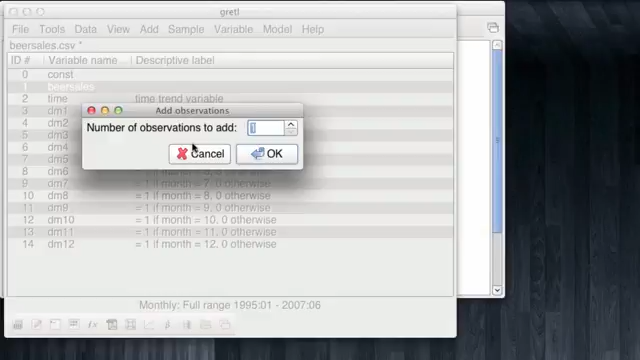 gretl
File Tools Data View Add Sample Variable Model Help
beersales.csv *
ID # Variable name Descriptive label
0 const
1 beersales
2 time time trend variable
3 dm1
Add observations
4 dm2
Number of observations to add: 1
5 dm3
6 dm4
Cancel OK
7 dm5
8 dm6
9 dm7 = 1 if month = 7, 0 otherwise
10 dm8 = 1 if month = 8, 0 otherwise
11 dm9 = 1 if month = 9, 0 otherwise
12 dm10 = 1 if month = 10, 0 otherwise
13 dm11 = 1 if month = 11, 0 otherwise
14 dm12 = 1 if month = 12, 0 otherwise
Monthly: Full range 1995:01 - 2007:06